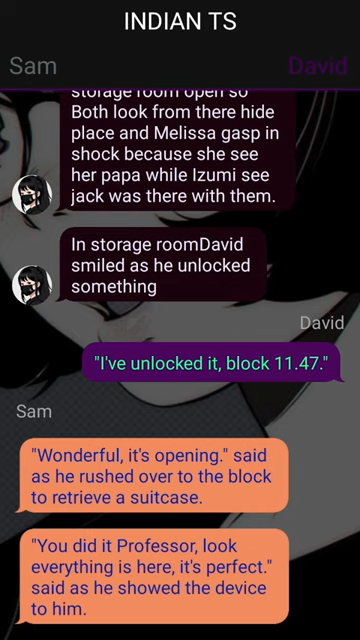 INDIAN TS
Sam
David
storage room open so
Both look from there hide
place and Melissa gasp in
shock because she see
her papa while Izumi see
jack was there with them.
In storage roomDavid
smiled as he unlocked
something
David
"I've unlocked it, block 11.47."
Sam
"Wonderful, it's opening." said
as he rushed over to the block
to retrieve a suitcase.
"You did it Professor, look
everything is here, it's perfect."
said as he showed the device
to him.